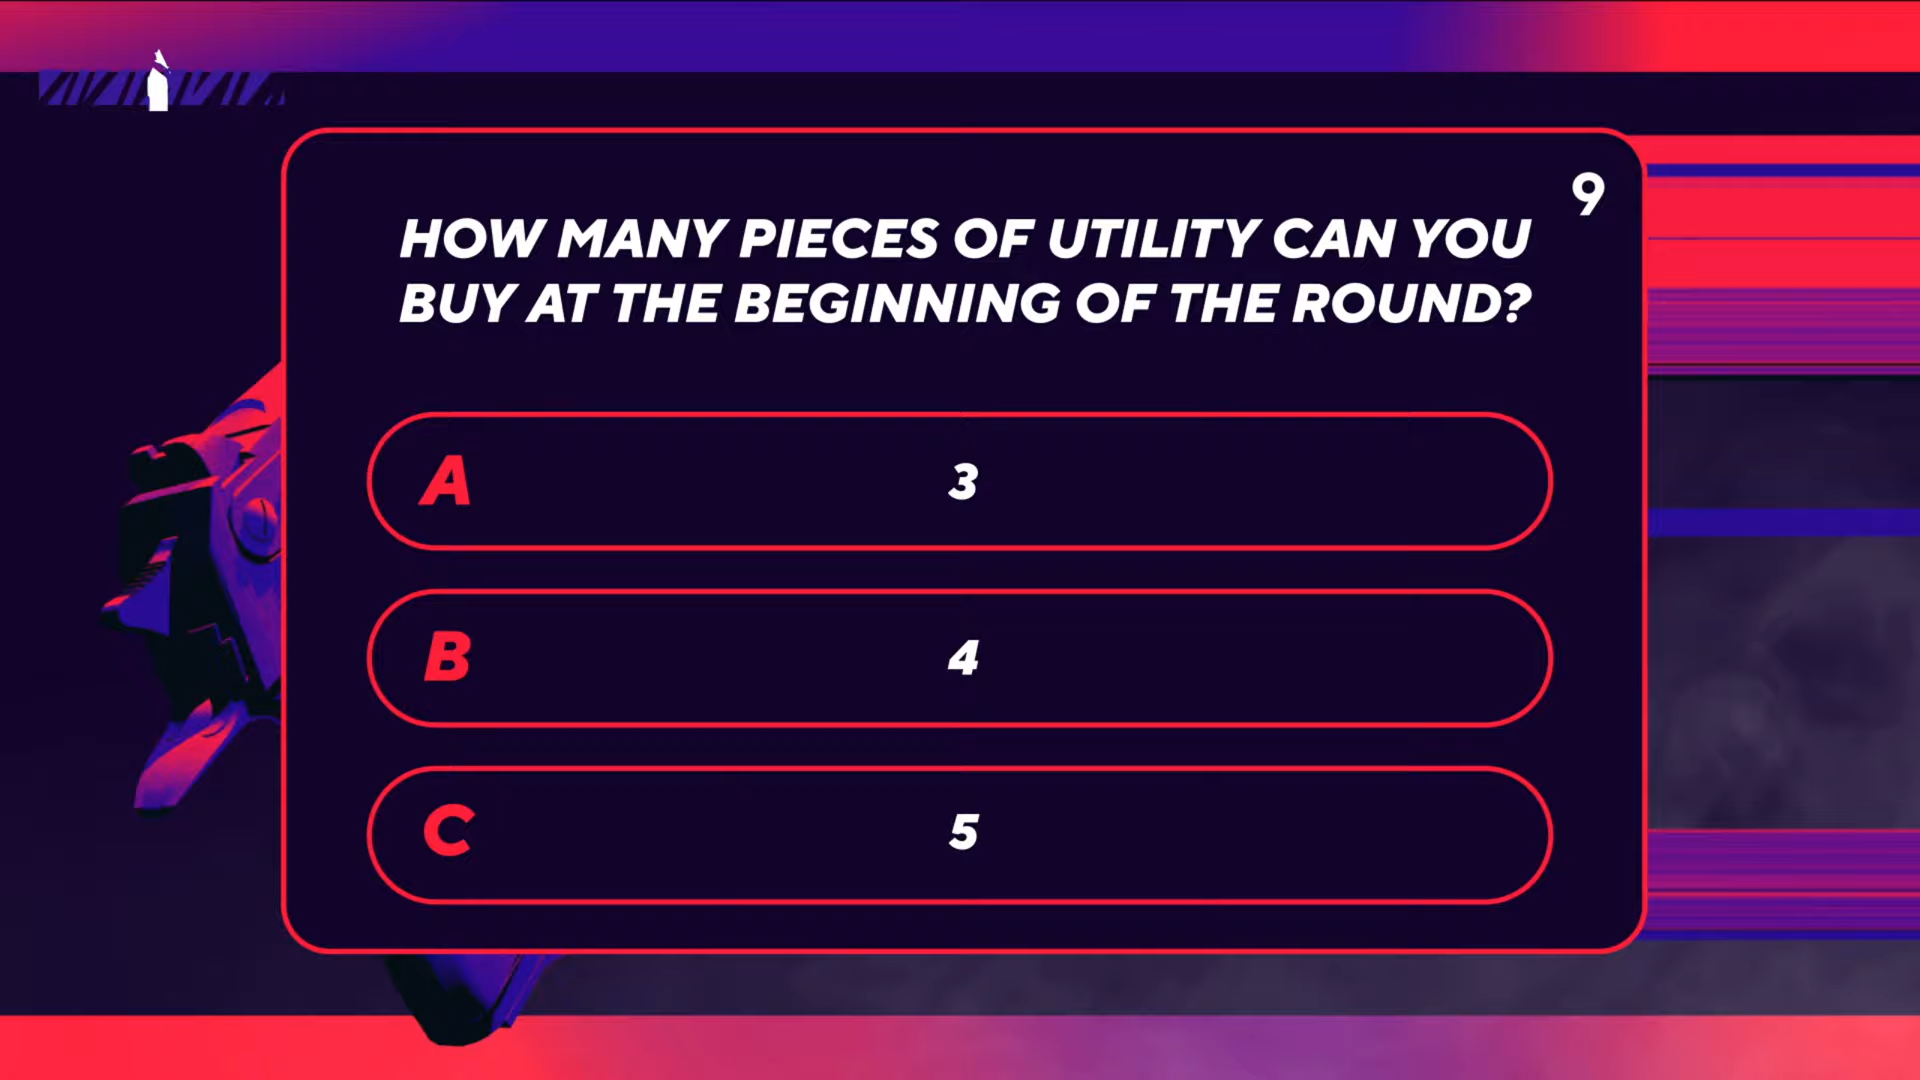 9
HOW MANY PIECES OF UTILITY CAN YOU
BUY AT THE BEGINNING OF THE ROUND?
A 3
B 4
C 5